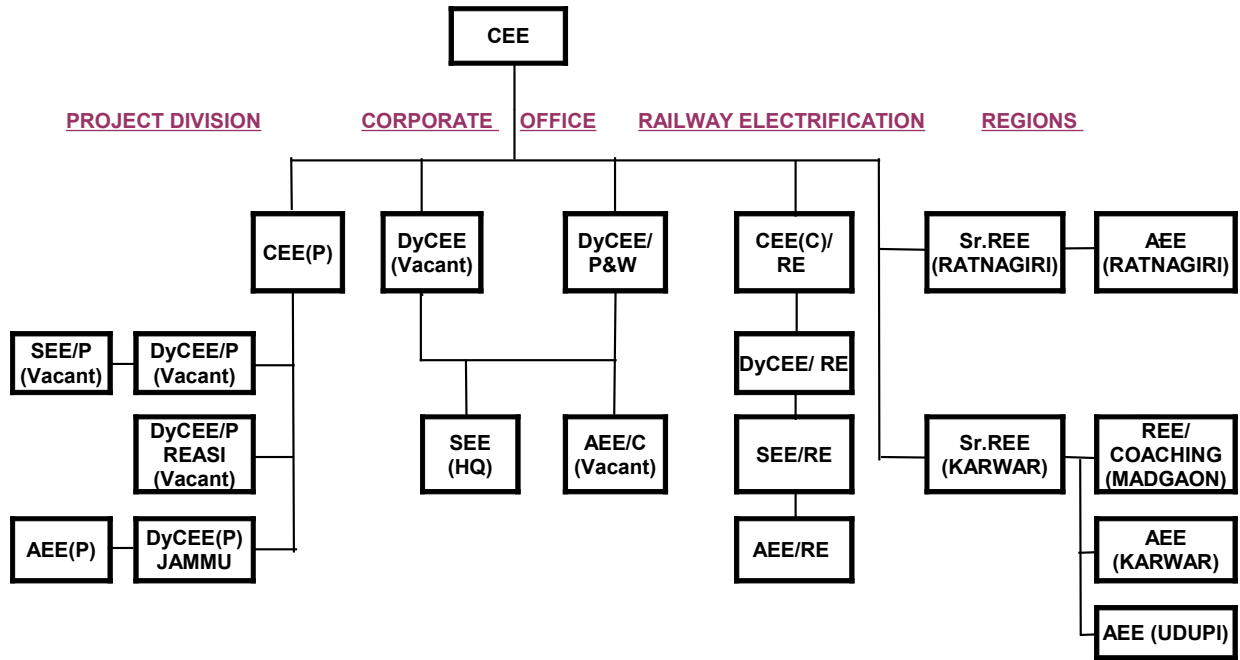 CEE
PROJECT DIVISION
CORPORATE OFFICE
RAILWAY ELECTRIFICATION
REGIONS
CEE(P)
DyCEE
(Vacant)
DyCEE/
P&W
CEE(C)/
RE
Sr.REE
(RATNAGIRI)
AEE
(RATNAGIRI)
SEE/P
(Vacant)
DyCEE/P
(Vacant)
DyCEE/ RE
DyCEE/P
REASI
(Vacant)
SEE
(HQ)
AEE/C
(Vacant)
SEE/RE
Sr.REE
(KARWAR)
REE/
COACHING
(MADGAON)
AEE(P)
DyCEE(P)
JAMMU
AEE/RE
AEE
(KARWAR)
AEE (UDUPI)